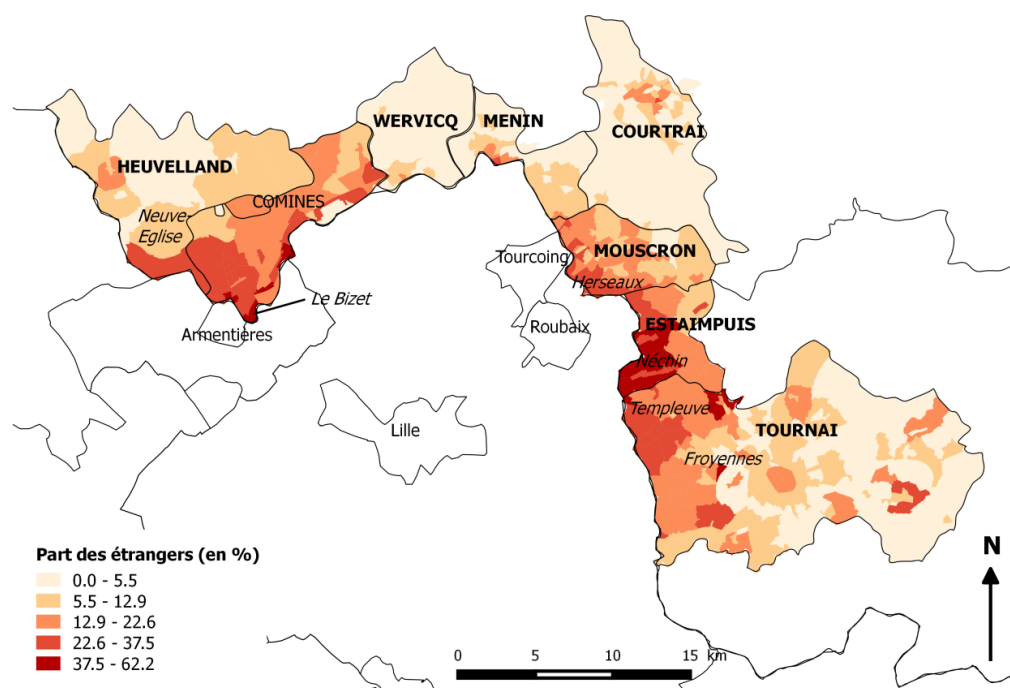 WERVICQ
MENIN
COURTRAI
HEUVELLAND
COMINES
Neuve-
Eglise
MOUSCRON
Tourcoing
Herseaux
Le Bizet
Armentières
Roubaix
ESTAIMPUIS
Néchin
Templeuve
Lille
TOURNAI
Froyennes
Part des étrangers (en %)
0.0 - 5.5
5.5 - 12.9
12.9 - 22.6
22.6 - 37.5
37.5 - 62.2
0 5 10 15 km
N